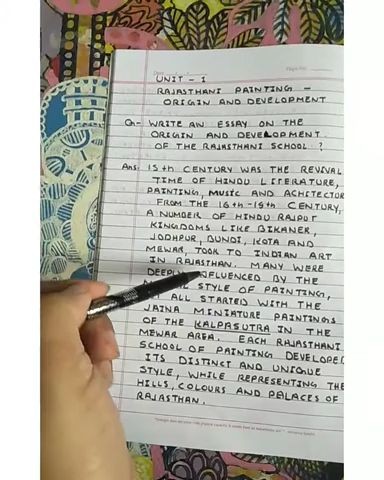 UNIT - I
RAJASTHANI PAINTING -
ORIGIN AND DEVELOPMENT
Qn- WRITE AN ESSAY ON THE
ORIGIN AND DEVELOPMENT
OF THE RAJASTHANI SCHOOL ?
Ans: 15th CENTURY WAS THE REVIVAL
TIME OF HINDU LITERATURE,
PAINTING, MUSIC AND ACHITECTUR
FROM THE 16th-19th CENTURY,
A NUMBER OF HINDU RAJPUT
KINGDOMS LIKE BIKANER,
JODHPUR, BUNDI, KOTA AND
MEWAR, TOOK TO INDIAN ART
IN RAJASTHAN. MANY WERE
DEEPLY INFLUENCED BY THE
STYLE OF PAINTING,
ALL STARTED WITH THE
JAINA MINIATURE PAINTINGS
OF THE KALPASUTRA IN THE
MEWAR AREA. EACH RAJASTHANI
SCHOOL OF PAINTING DEVELOPED
ITS DISTINCT AND UNIQUE
STYLE, WHILE REPRESENTING THE
HILLS, COLOURS AND PALACES OF
RAJASTHAN.